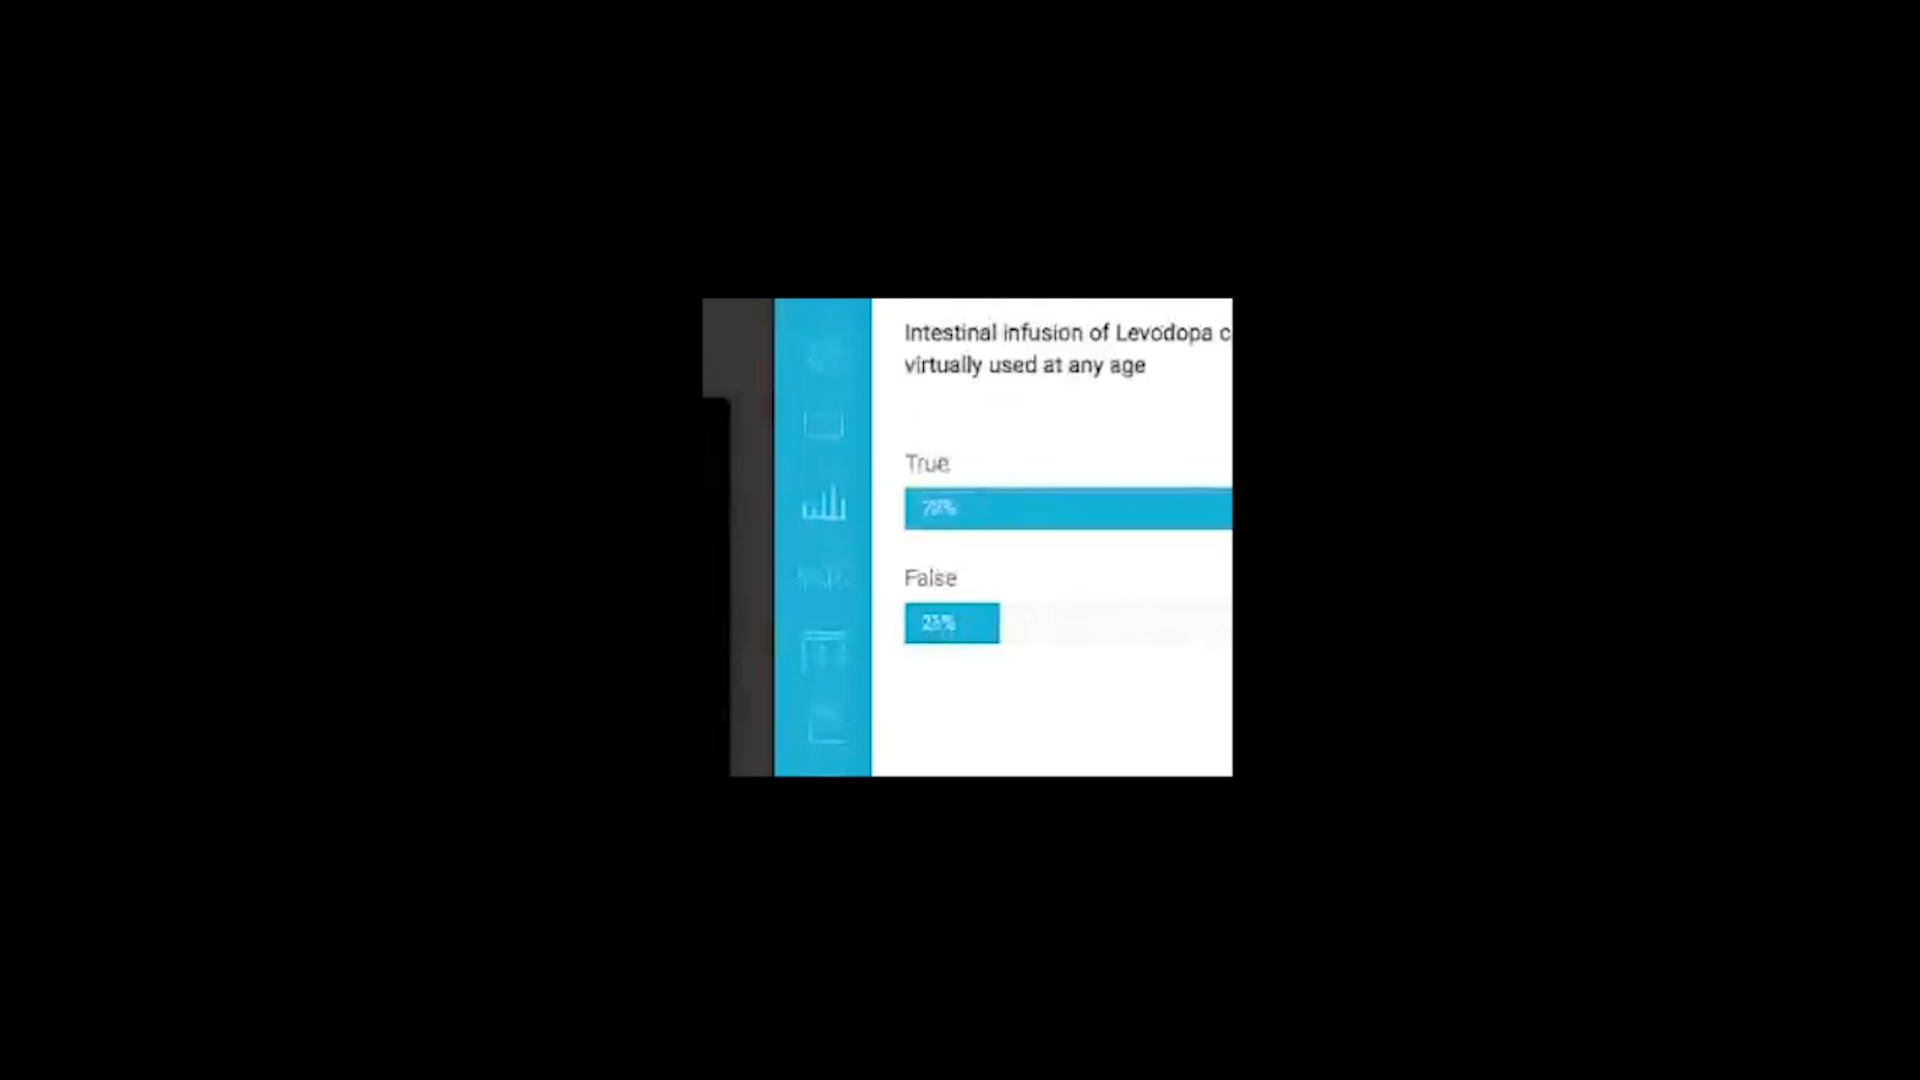 Intestinal infusion of Levodopa c
virtually used at any age
True
False